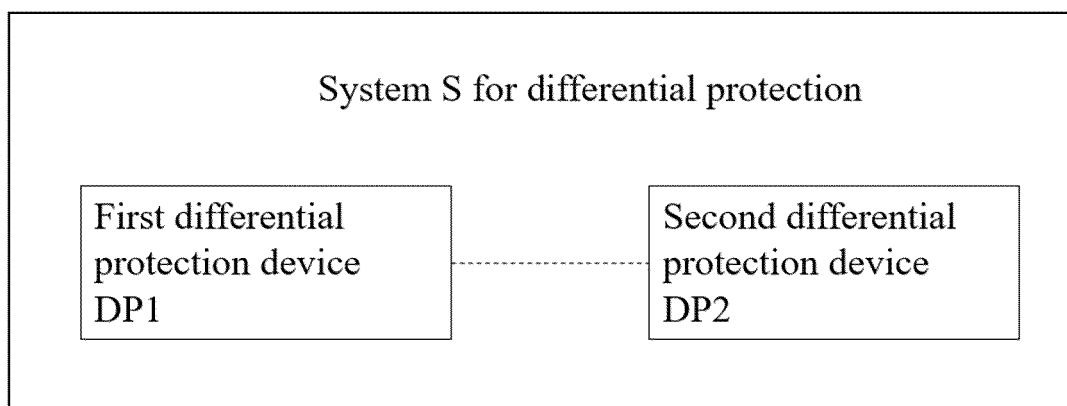 System S for differential protection
First differential
protection device
DP1
Second differential
protection device
DP2